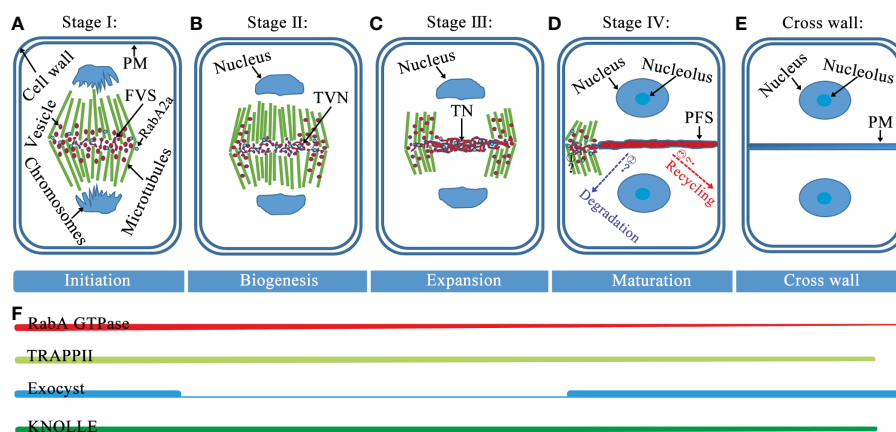 A Stage I:
B Stage II:
C Stage III:
D Stage IV:
E Cross wall:
Cell wall
PM
FVS
Vesicle
RabA2a
Chromosomes
Microtubules
Nucleus
TVN
Nucleus
TN
Nucleus
Nucleolus
PFS
?
?
?
Degradation
Recycling
Nucleus
Nucleolus
PM
Initiation
Biogenesis
Expansion
Maturation
Cross wall
F
RabA GTPase
TRAPPII
Exocyst
KNOLLE